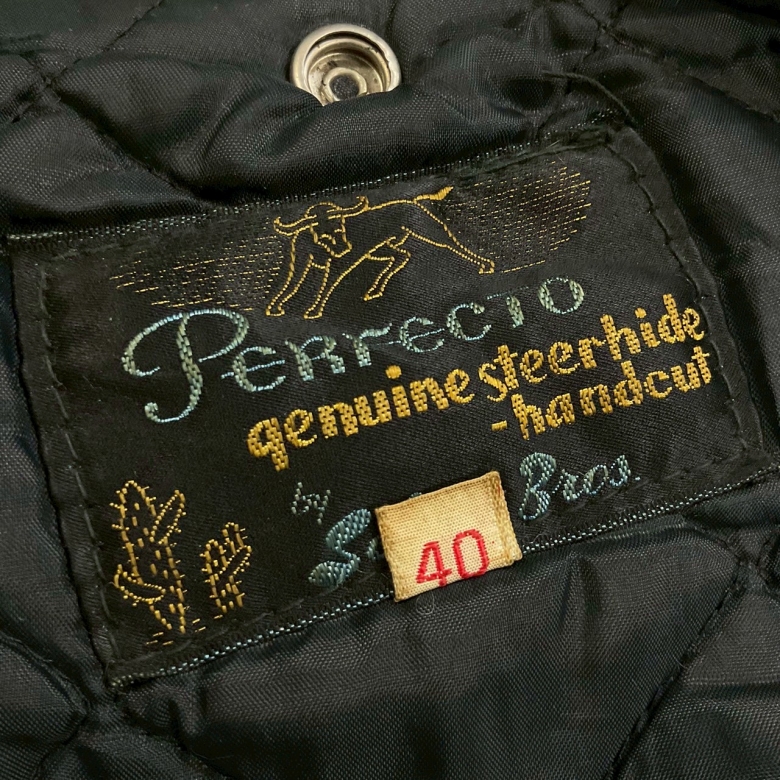 Perfecto
genuine steerhide
-handcut
by Bros.
40